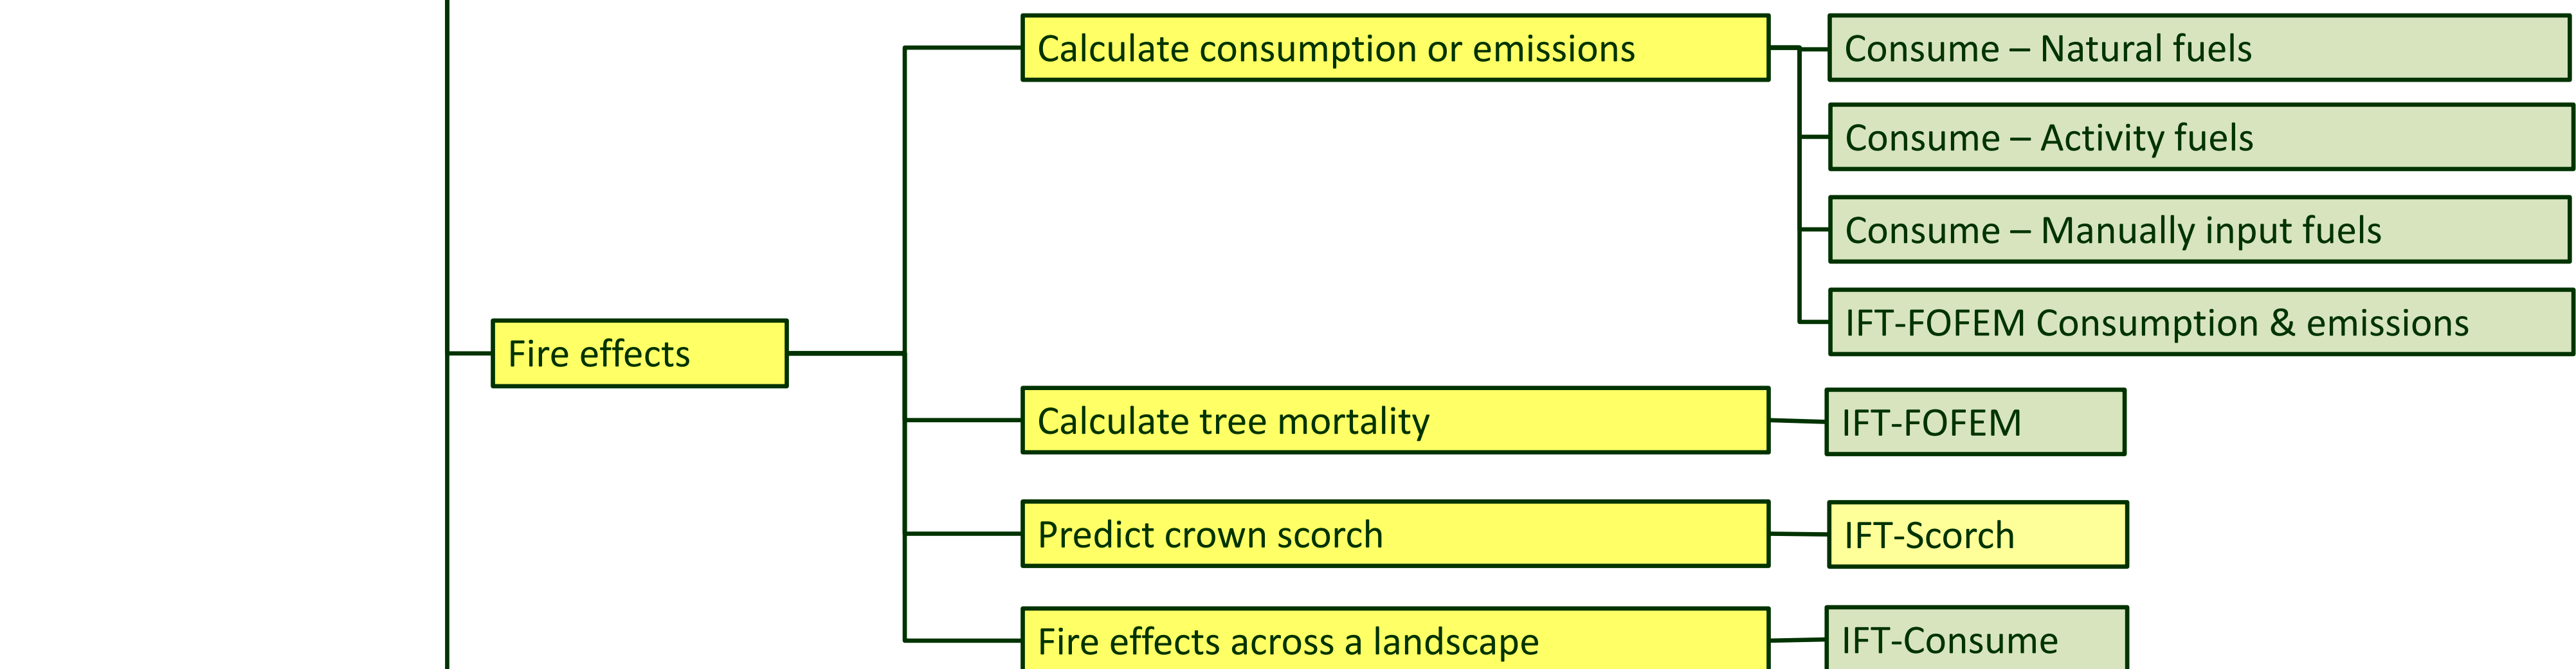 Calculate consumption or emissions
Consume – Natural fuels
Consume – Activity fuels
Consume – Manually input fuels
IFT-FOFEM Consumption & emissions
Fire effects
Calculate tree mortality
IFT-FOFEM
Predict crown scorch
IFT-Scorch
Fire effects across a landscape
IFT-Consume